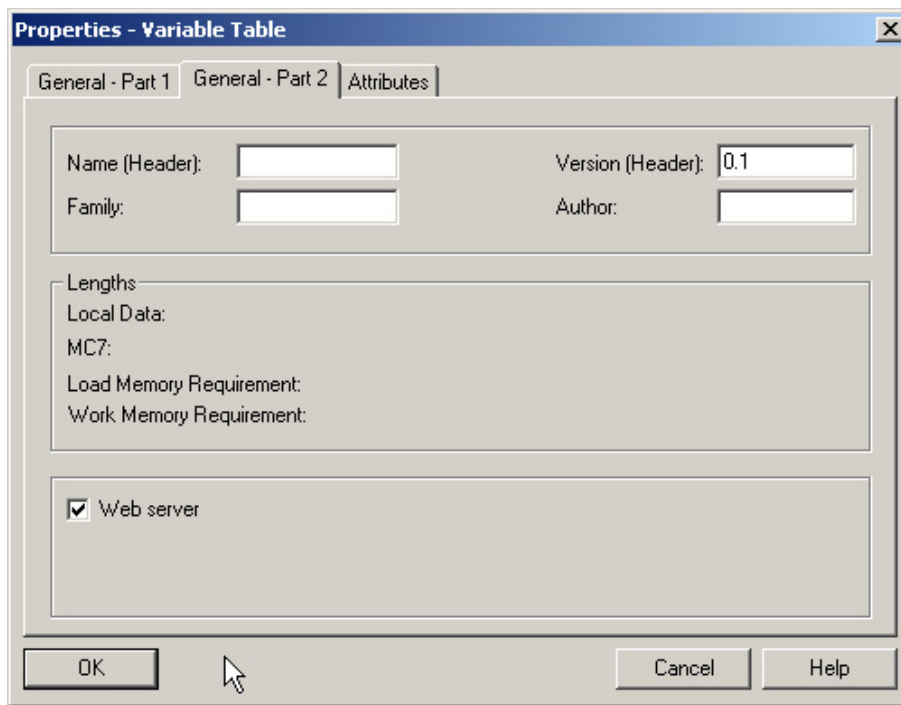 Properties - Variable Table
General - Part 1 General - Part 2 Attributes
Name (Header): Version (Header): 0.1
Family: Author:
Lengths
Local Data:
MC7:
Load Memory Requirement:
Work Memory Requirement:
Web server
OK Cancel Help